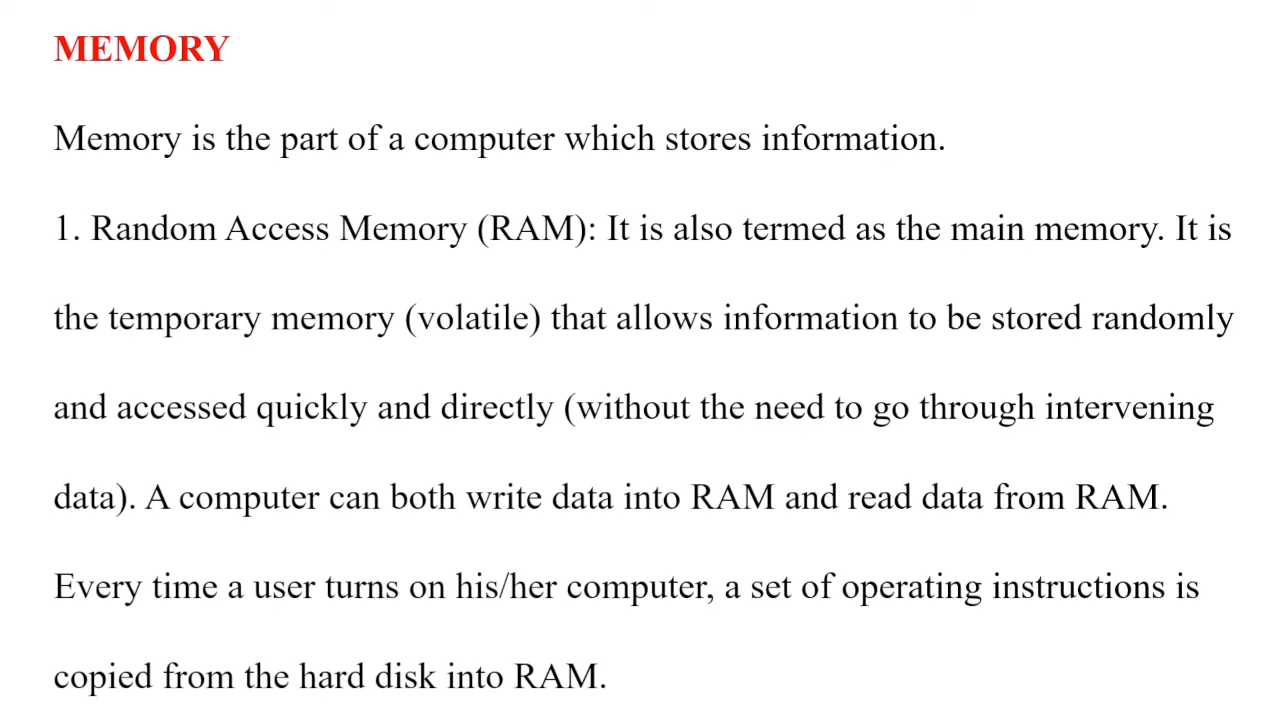 MEMORY
Memory is the part of a computer which stores information.
1. Random Access Memory (RAM): It is also termed as the main memory. It is
the temporary memory (volatile) that allows information to be stored randomly
and accessed quickly and directly (without the need to go through intervening
data). A computer can both write data into RAM and read data from RAM.
Every time a user turns on his/her computer, a set of operating instructions is
copied from the hard disk into RAM.